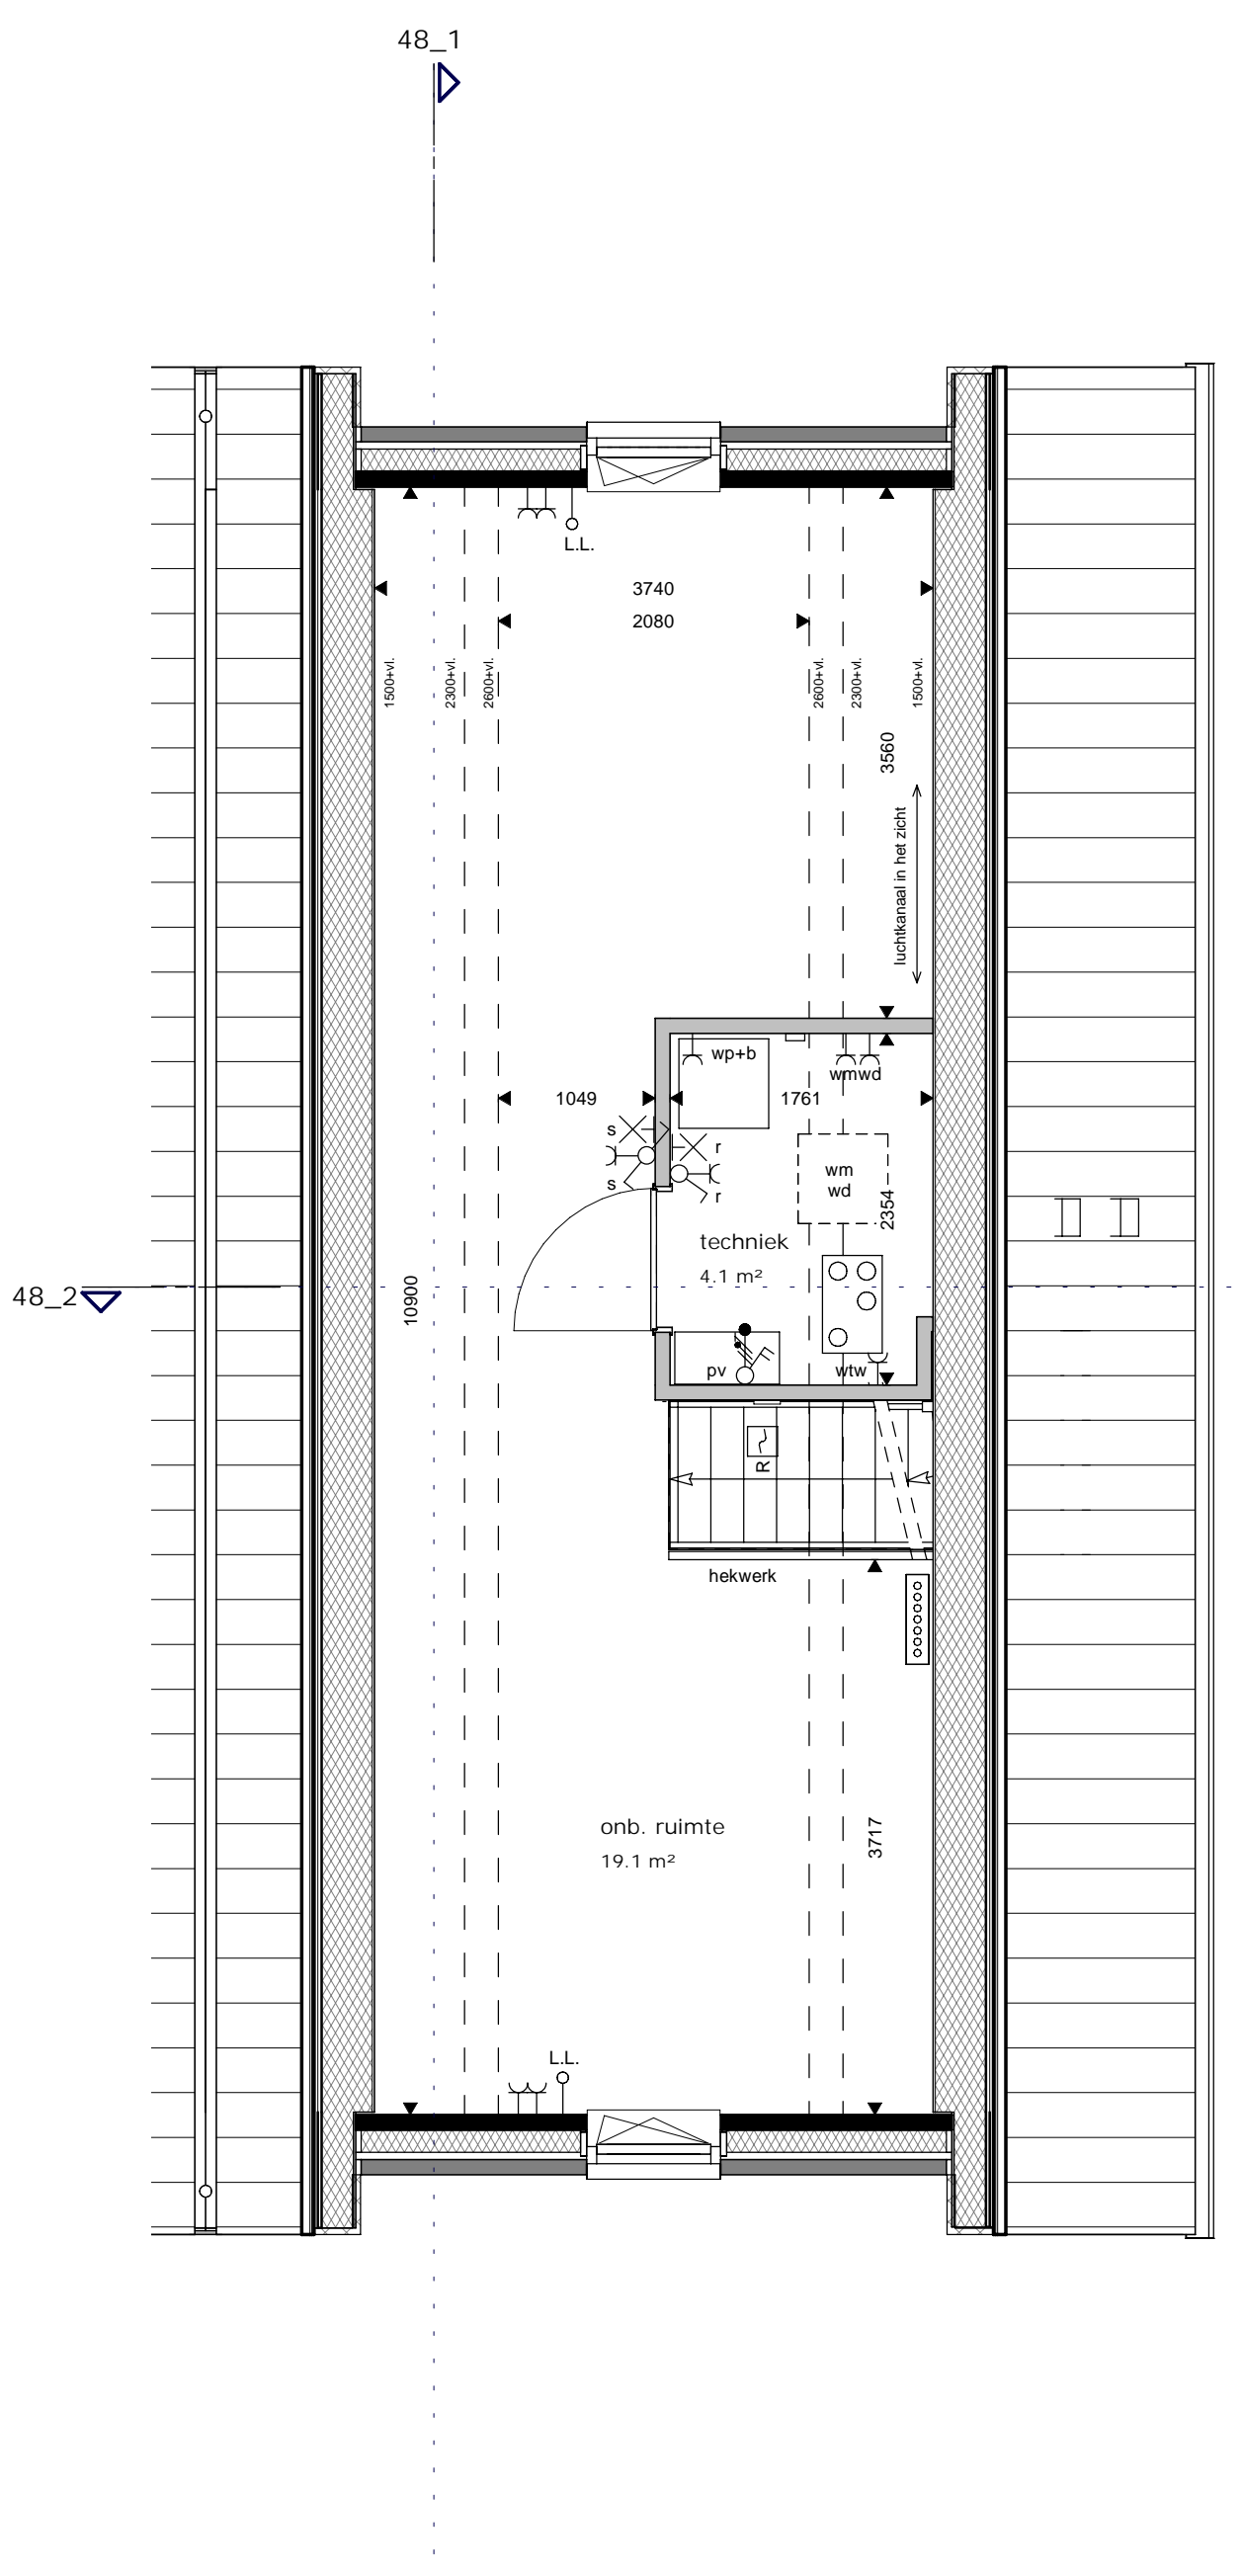 48_1
L.L.
3740
2080
1500+vl.
2300+vl.
2600+vl.
2600+vl.
2300+vl.
1500+vl.
3560
luchtkanaal in het zicht
wp+b
wmwd
1049
1761
s
r
wm
wd
s
r
2354
techniek
4.1 m²
48_2
10900
pv
wtw
R
hekwerk
onb. ruimte
19.1 m²
3717
L.L.